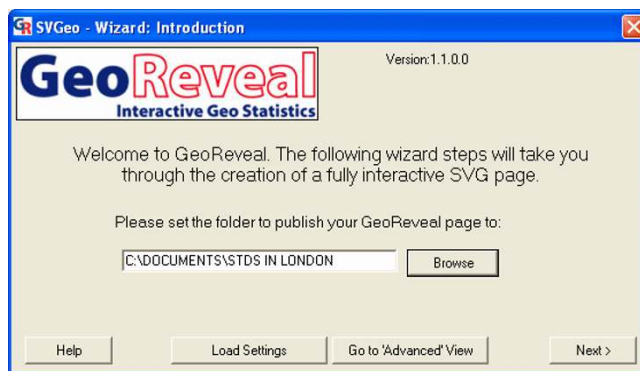 GR SVGeo - Wizard: Introduction
GeoReveal
Interactive Geo Statistics
Version:1.1.0.0
Welcome to GeoReveal. The following wizard steps will take you
through the creation of a fully interactive SVG page.
Please set the folder to publish your GeoReveal page to:
C:\DOCUMENTS\STDS IN LONDON
Browse
Help
Load Settings
Go to 'Advanced' View
Next >